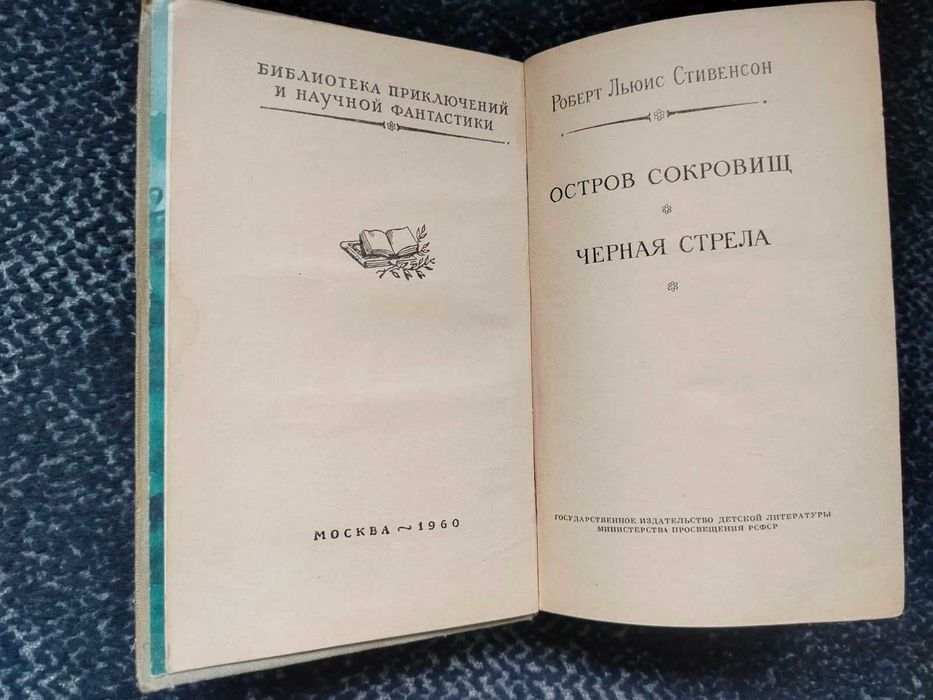 БИБЛИОТЕКА ПРИКЛЮЧЕНИЙ
И НАУЧНОЙ ФАНТАСТИКИ
МОСКВА ~ 1960
Роберт Льюис Стивенсон
ОСТРОВ СОКРОВИЩ
ЧЕРНАЯ СТРЕЛА
ГОСУДАРСТВЕННОЕ ИЗДАТЕЛЬСТВО ДЕТСКОЙ ЛИТЕРАТУРЫ
МИНИСТЕРСТВА ПРОСВЕЩЕНИЯ РСФСР